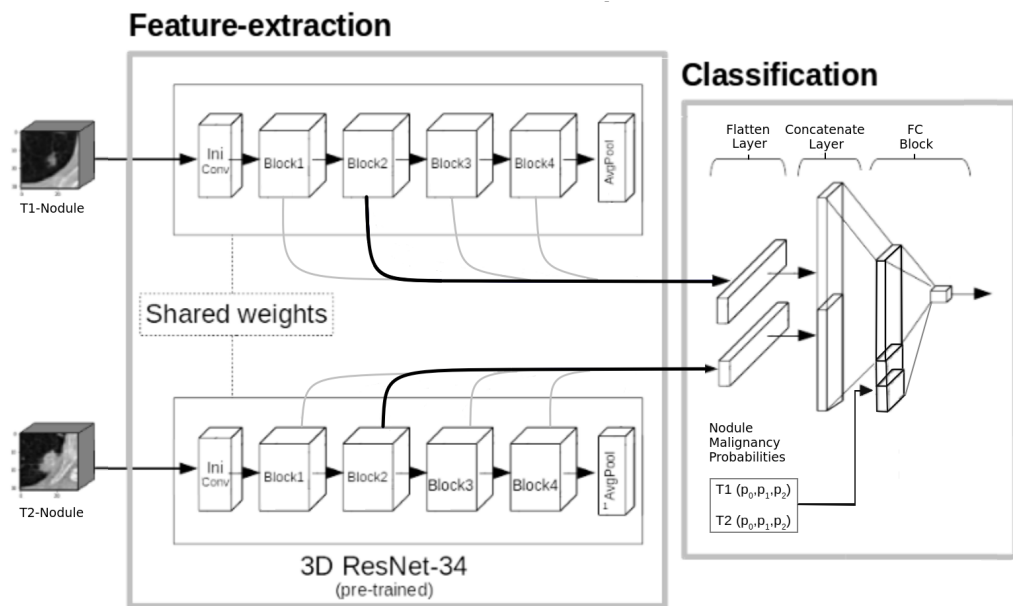 Feature-extraction
Classification
Ini
Conv
Block1
Block2
Block3
Block4
AvgPool
T1-Nodule
Flatten
Layer
Concatenate
Layer
FC
Block
Shared weights
Ini
Conv
Block1
Block2
Block3
Block4
AvgPool
T2-Nodule
Nodule
Malignancy
Probabilities
T1 (p₀,p₁,p₂)
T2 (p₀,p₁,p₂)
3D ResNet-34
(pre-trained)